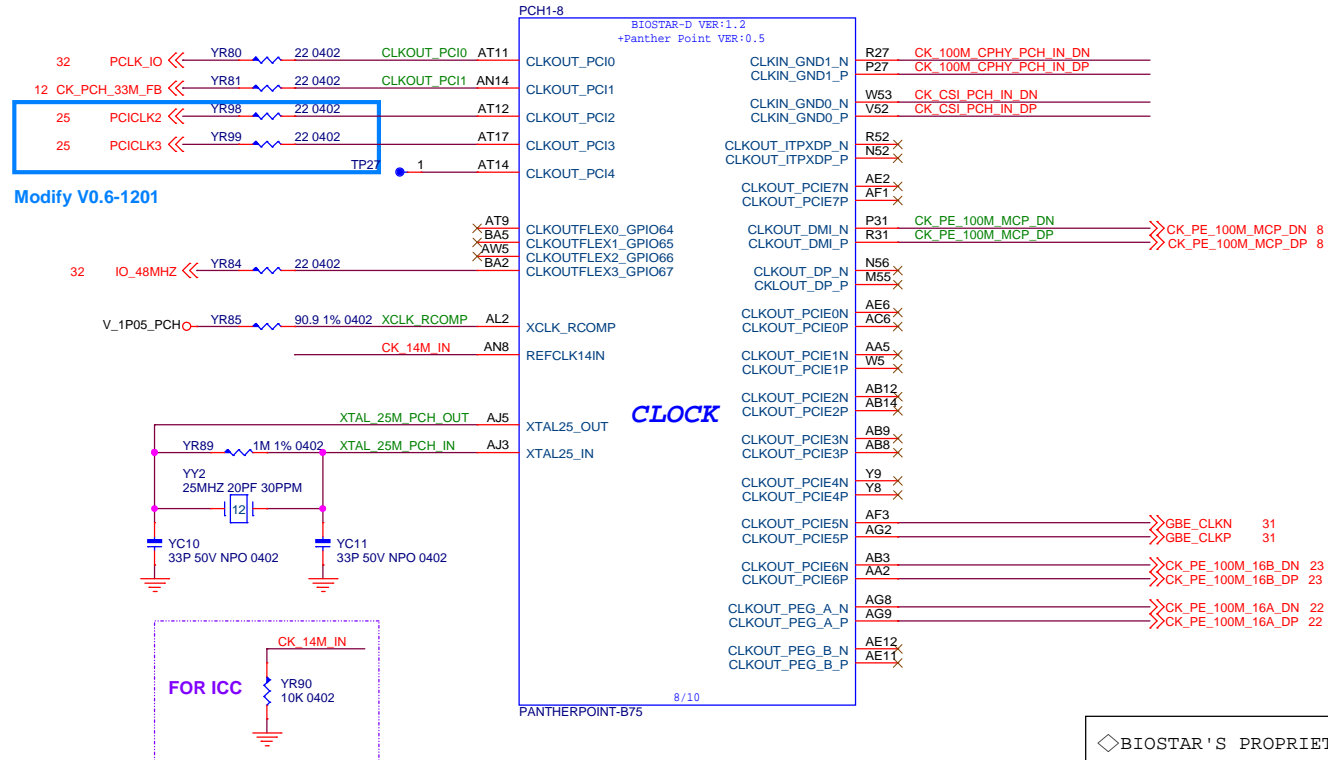 PCH1-8
BIOSTAR-D VER:1.2
+Panther Point VER:0.5
32 PCLK_IO YR80 22 0402 CLKOUT_PCI0 AT11 CLKOUT_PCI0
12 CK_PCH_33M_FB YR81 22 0402 CLKOUT_PCI1 AN14 CLKOUT_PCI1
25 PCICLK2 YR98 22 0402 AT12 CLKOUT_PCI2
25 PCICLK3 YR99 22 0402 AT17 CLKOUT_PCI3
TP27 1 AT14 CLKOUT_PCI4
Modify V0.6-1201
AT9 CLKOUTFLEX0_GPIO64
BA5 CLKOUTFLEX1_GPIO65
AW5 CLKOUTFLEX2_GPIO66
32 IO_48MHZ YR84 22 0402 BA2 CLKOUTFLEX3_GPIO67
V_1P05_PCH YR85 90.9 1% 0402 XCLK_RCOMP AL2 XCLK_RCOMP
CK_14M_IN AN8 REFCLK14IN
XTAL_25M_PCH_OUT AJ5 XTAL25_OUT
YR89 1M 1% 0402 XTAL_25M_PCH_IN AJ3 XTAL25_IN
YY2
25MHZ 20PF 30PPM
12
YC10
33P 50V NPO 0402
YC11
33P 50V NPO 0402
CK_14M_IN
FOR ICC
YR90
10K 0402
CLOCK
CLKIN_GND1_N R27 CK_100M_CPHY_PCH_IN_DN
CLKIN_GND1_P P27 CK_100M_CPHY_PCH_IN_DP
CLKIN_GND0_N W53 CK_CSI_PCH_IN_DN
CLKIN_GND0_P V52 CK_CSI_PCH_IN_DP
CLKOUT_ITPXDP_N R52
CLKOUT_ITPXDP_P N52
CLKOUT_PCIE7N AE2
CLKOUT_PCIE7P AF1
CLKOUT_DMI_N P31 CK_PE_100M_MCP_DN CK_PE_100M_MCP_DN 8
CLKOUT_DMI_P R31 CK_PE_100M_MCP_DP CK_PE_100M_MCP_DP 8
CLKOUT_DP_N N56
CKLOUT_DP_P M55
CLKOUT_PCIE0N AE6
CLKOUT_PCIE0P AC6
CLKOUT_PCIE1N AA5
CLKOUT_PCIE1P W5
CLKOUT_PCIE2N AB12
CLKOUT_PCIE2P AB14
CLKOUT_PCIE3N AB9
CLKOUT_PCIE3P AB8
CLKOUT_PCIE4N Y9
CLKOUT_PCIE4P Y8
CLKOUT_PCIE5N AF3 GBE_CLKN 31
CLKOUT_PCIE5P AG2 GBE_CLKP 31
CLKOUT_PCIE6N AB3 CK_PE_100M_16B_DN 23
CLKOUT_PCIE6P AA2 CK_PE_100M_16B_DP 23
CLKOUT_PEG_A_N AG8 CK_PE_100M_16A_DN 22
CLKOUT_PEG_A_P AG9 CK_PE_100M_16A_DP 22
CLKOUT_PEG_B_N AE12
CLKOUT_PEG_B_P AE11
8/10
PANTHERPOINT-B75
◇BIOSTAR'S PROPRIET